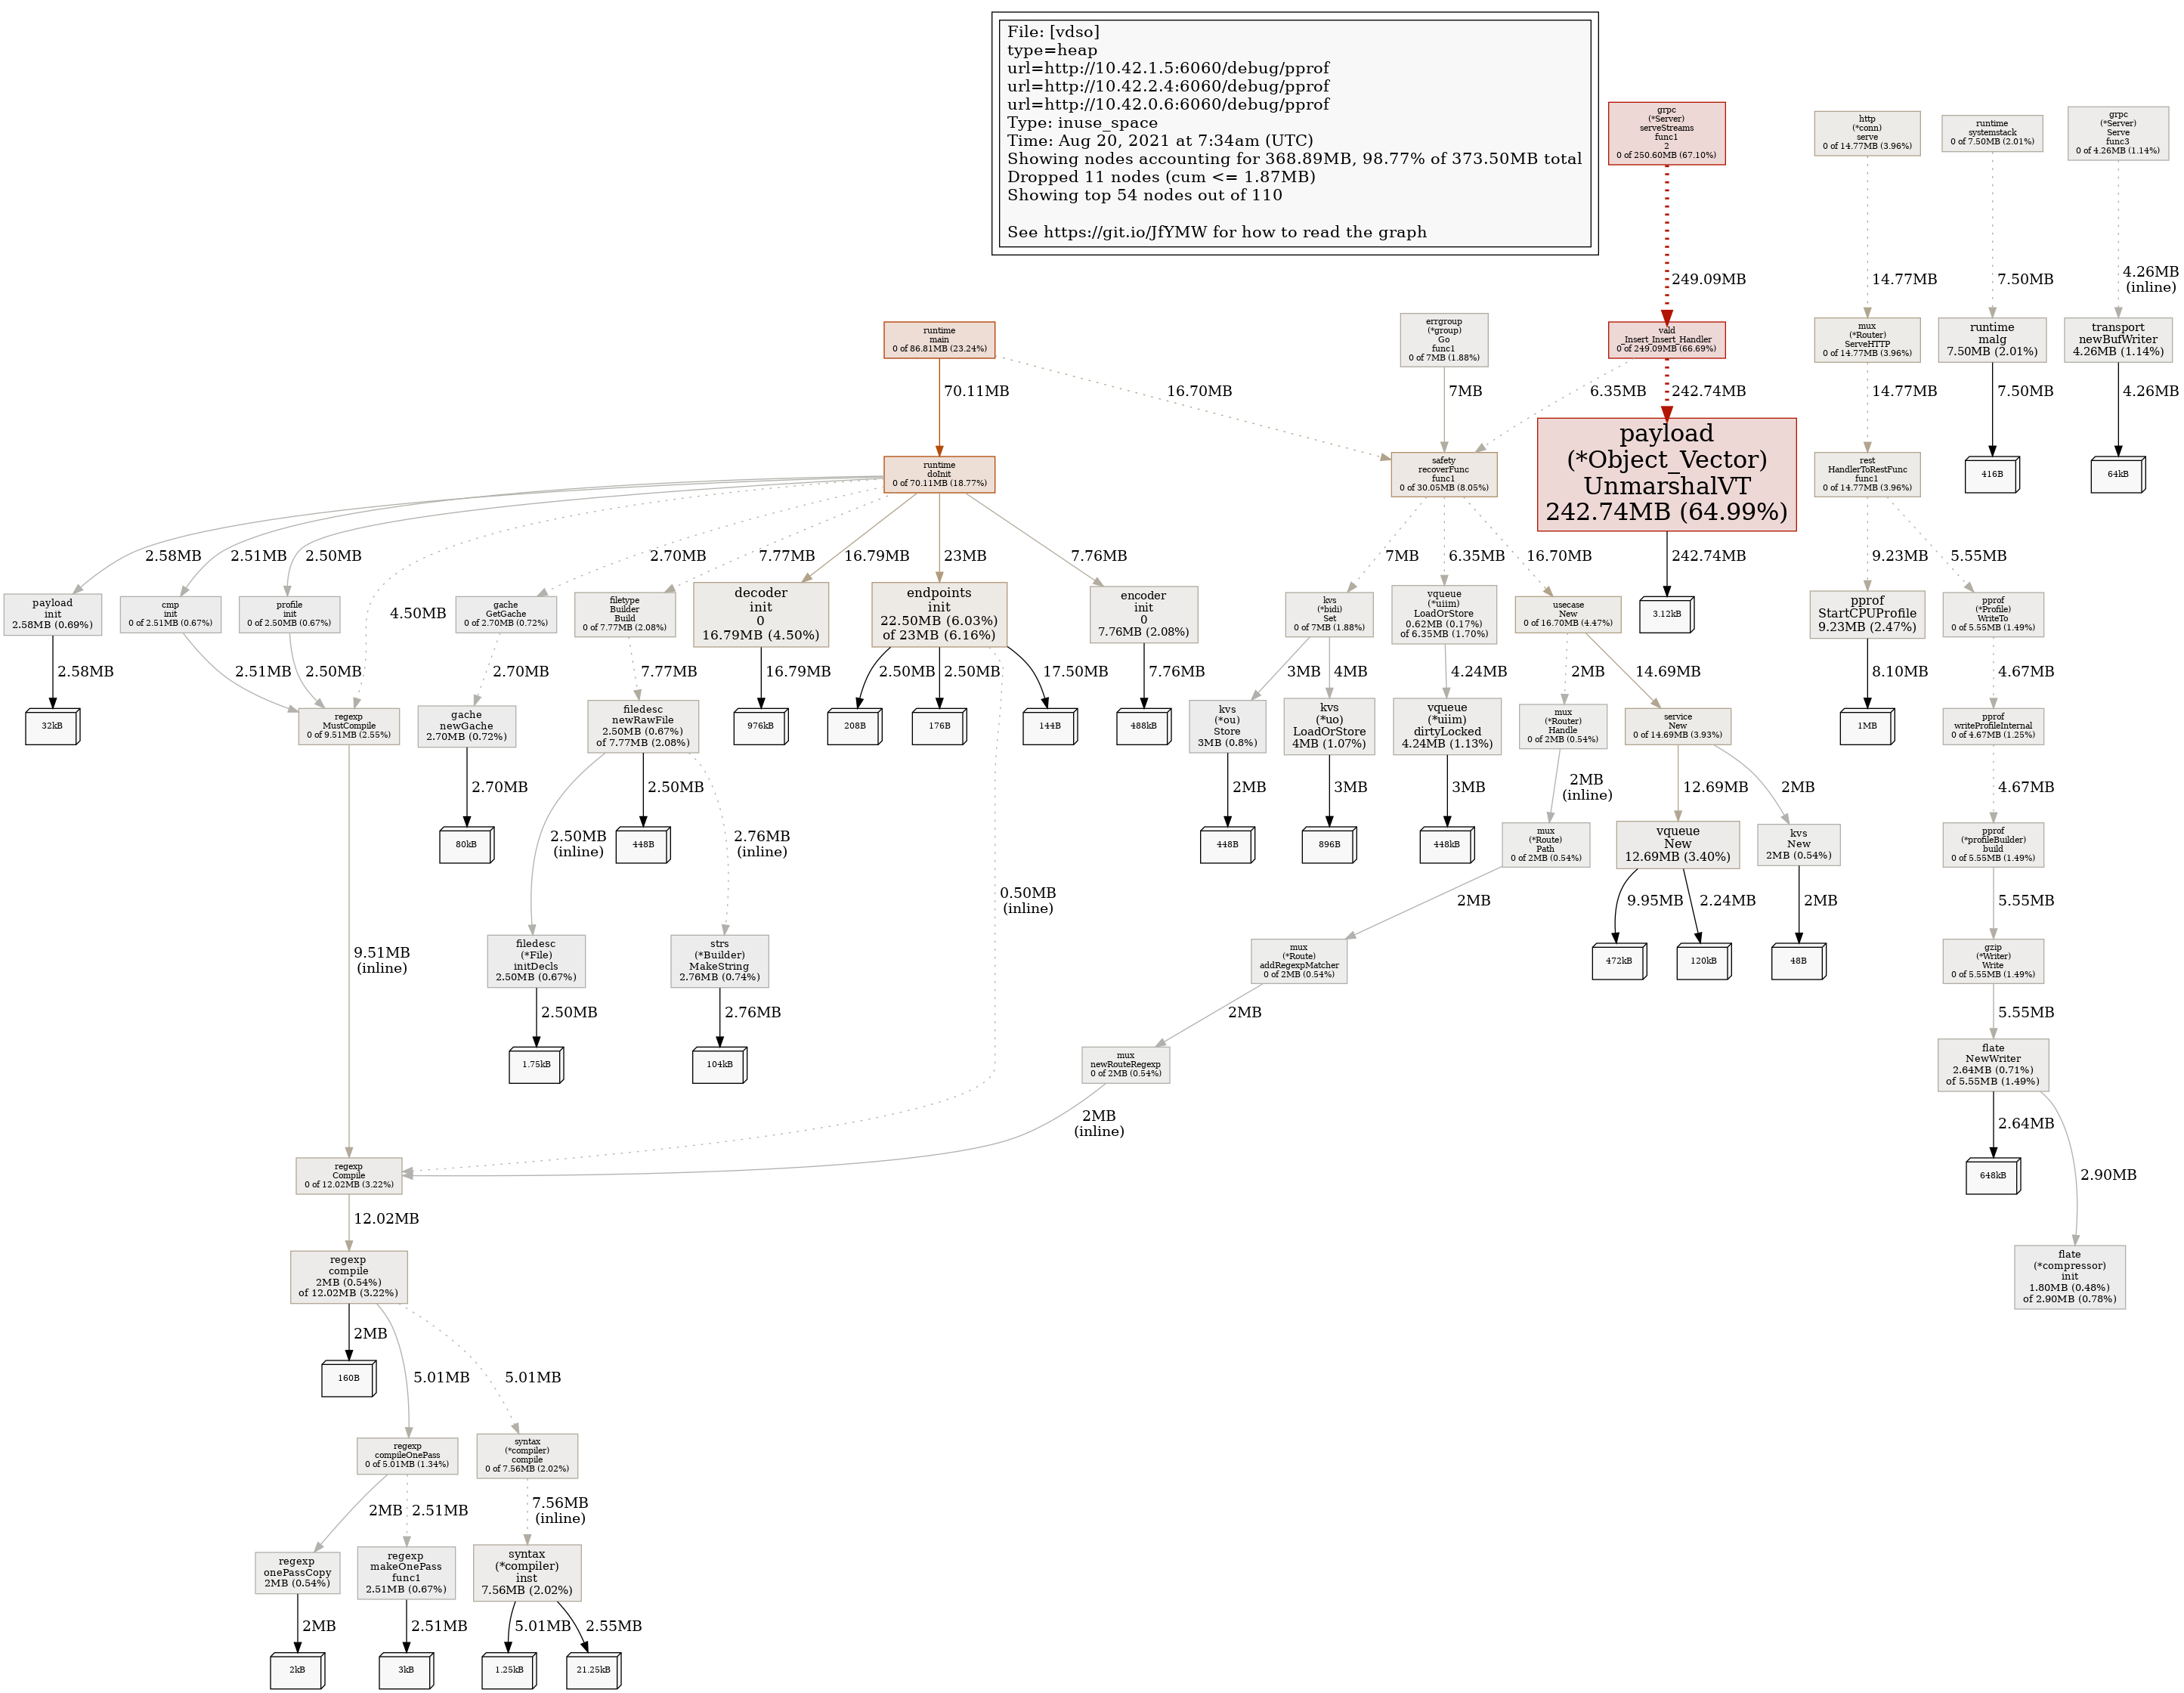 File: [vdso]
type=heap
url=http://10.42.1.5:6060/debug/pprof
url=http://10.42.2.4:6060/debug/pprof
url=http://10.42.0.6:6060/debug/pprof
Type: inuse_space
Time: Aug 20, 2021 at 7:34am (UTC)
Showing nodes accounting for 368.89MB, 98.77% of 373.50MB total
Dropped 11 nodes (cum <= 1.87MB)
Showing top 54 nodes out of 110
See https://git.io/JfYMW for how to read the graph
grpc
(*Server)
serveStreams
func1
2
0 of 250.60MB (67.10%)
http
(*conn)
serve
0 of 14.77MB (3.96%)
runtime
systemstack
0 of 7.50MB (2.01%)
grpc
(*Server)
Serve
func3
0 of 4.26MB (1.14%)
249.09MB
14.77MB
7.50MB
4.26MB
(inline)
runtime
main
0 of 86.81MB (23.24%)
errgroup
(*group)
Go
func1
0 of 7MB (1.88%)
vald
_Insert_Insert_Handler
0 of 249.09MB (66.69%)
mux
(*Router)
ServeHTTP
0 of 14.77MB (3.96%)
runtime
malg
7.50MB (2.01%)
transport
newBufWriter
4.26MB (1.14%)
70.11MB
16.70MB
7MB
6.35MB
242.74MB
14.77MB
7.50MB
4.26MB
runtime
doInit
0 of 70.11MB (18.77%)
safety
recoverFunc
func1
0 of 30.05MB (8.05%)
payload
(*Object_Vector)
UnmarshalVT
242.74MB (64.99%)
rest
HandlerToRestFunc
func1
0 of 14.77MB (3.96%)
416B
64kB
2.58MB
2.51MB
2.50MB
4.50MB
2.70MB
7.77MB
16.79MB
23MB
7.76MB
7MB
6.35MB
16.70MB
242.74MB
9.23MB
5.55MB
payload
init
2.58MB (0.69%)
cmp
init
0 of 2.51MB (0.67%)
profile
init
0 of 2.50MB (0.67%)
gache
GetGache
0 of 2.70MB (0.72%)
filetype
Builder
Build
0 of 7.77MB (2.08%)
decoder
init
0
16.79MB (4.50%)
endpoints
init
22.50MB (6.03%)
of 23MB (6.16%)
encoder
init
0
7.76MB (2.08%)
kvs
(*bidi)
Set
0 of 7MB (1.88%)
vqueue
(*uiim)
LoadOrStore
0.62MB (0.17%)
of 6.35MB (1.70%)
usecase
New
0 of 16.70MB (4.47%)
3.12kB
pprof
StartCPUProfile
9.23MB (2.47%)
pprof
(*Profile)
WriteTo
0 of 5.55MB (1.49%)
2.58MB
2.51MB
2.50MB
2.70MB
7.77MB
16.79MB
2.50MB
2.50MB
17.50MB
7.76MB
3MB
4MB
4.24MB
2MB
14.69MB
8.10MB
4.67MB
32kB
regexp
MustCompile
0 of 9.51MB (2.55%)
gache
newGache
2.70MB (0.72%)
filedesc
newRawFile
2.50MB (0.67%)
of 7.77MB (2.08%)
976kB
208B
176B
144B
488kB
kvs
(*ou)
Store
3MB (0.8%)
kvs
(*uo)
LoadOrStore
4MB (1.07%)
vqueue
(*uiim)
dirtyLocked
4.24MB (1.13%)
mux
(*Router)
Handle
0 of 2MB (0.54%)
service
New
0 of 14.69MB (3.93%)
1MB
pprof
writeProfileInternal
0 of 4.67MB (1.25%)
2.70MB
2.50MB
(inline)
2.50MB
2.76MB
(inline)
2MB
3MB
3MB
2MB
(inline)
12.69MB
2MB
4.67MB
80kB
448B
448B
896B
448kB
mux
(*Route)
Path
0 of 2MB (0.54%)
vqueue
New
12.69MB (3.40%)
kvs
New
2MB (0.54%)
pprof
(*profileBuilder)
build
0 of 5.55MB (1.49%)
0.50MB
(inline)
2MB
9.95MB
2.24MB
2MB
5.55MB
9.51MB
(inline)
filedesc
(*File)
initDecls
2.50MB (0.67%)
strs
(*Builder)
MakeString
2.76MB (0.74%)
mux
(*Route)
addRegexpMatcher
0 of 2MB (0.54%)
472kB
120kB
48B
gzip
(*Writer)
Write
0 of 5.55MB (1.49%)
2.50MB
2.76MB
2MB
5.55MB
1.75kB
104kB
mux
newRouteRegexp
0 of 2MB (0.54%)
flate
NewWriter
2.64MB (0.71%)
of 5.55MB (1.49%)
2MB
(inline)
2.64MB
2.90MB
regexp
Compile
0 of 12.02MB (3.22%)
648kB
12.02MB
regexp
compile
2MB (0.54%)
of 12.02MB (3.22%)
flate
(*compressor)
init
1.80MB (0.48%)
of 2.90MB (0.78%)
2MB
5.01MB
5.01MB
160B
regexp
compileOnePass
0 of 5.01MB (1.34%)
syntax
(*compiler)
compile
0 of 7.56MB (2.02%)
2MB
2.51MB
7.56MB
(inline)
regexp
onePassCopy
2MB (0.54%)
regexp
makeOnePass
func1
2.51MB (0.67%)
syntax
(*compiler)
inst
7.56MB (2.02%)
2MB
2.51MB
5.01MB
2.55MB
2kB
3kB
1.25kB
21.25kB